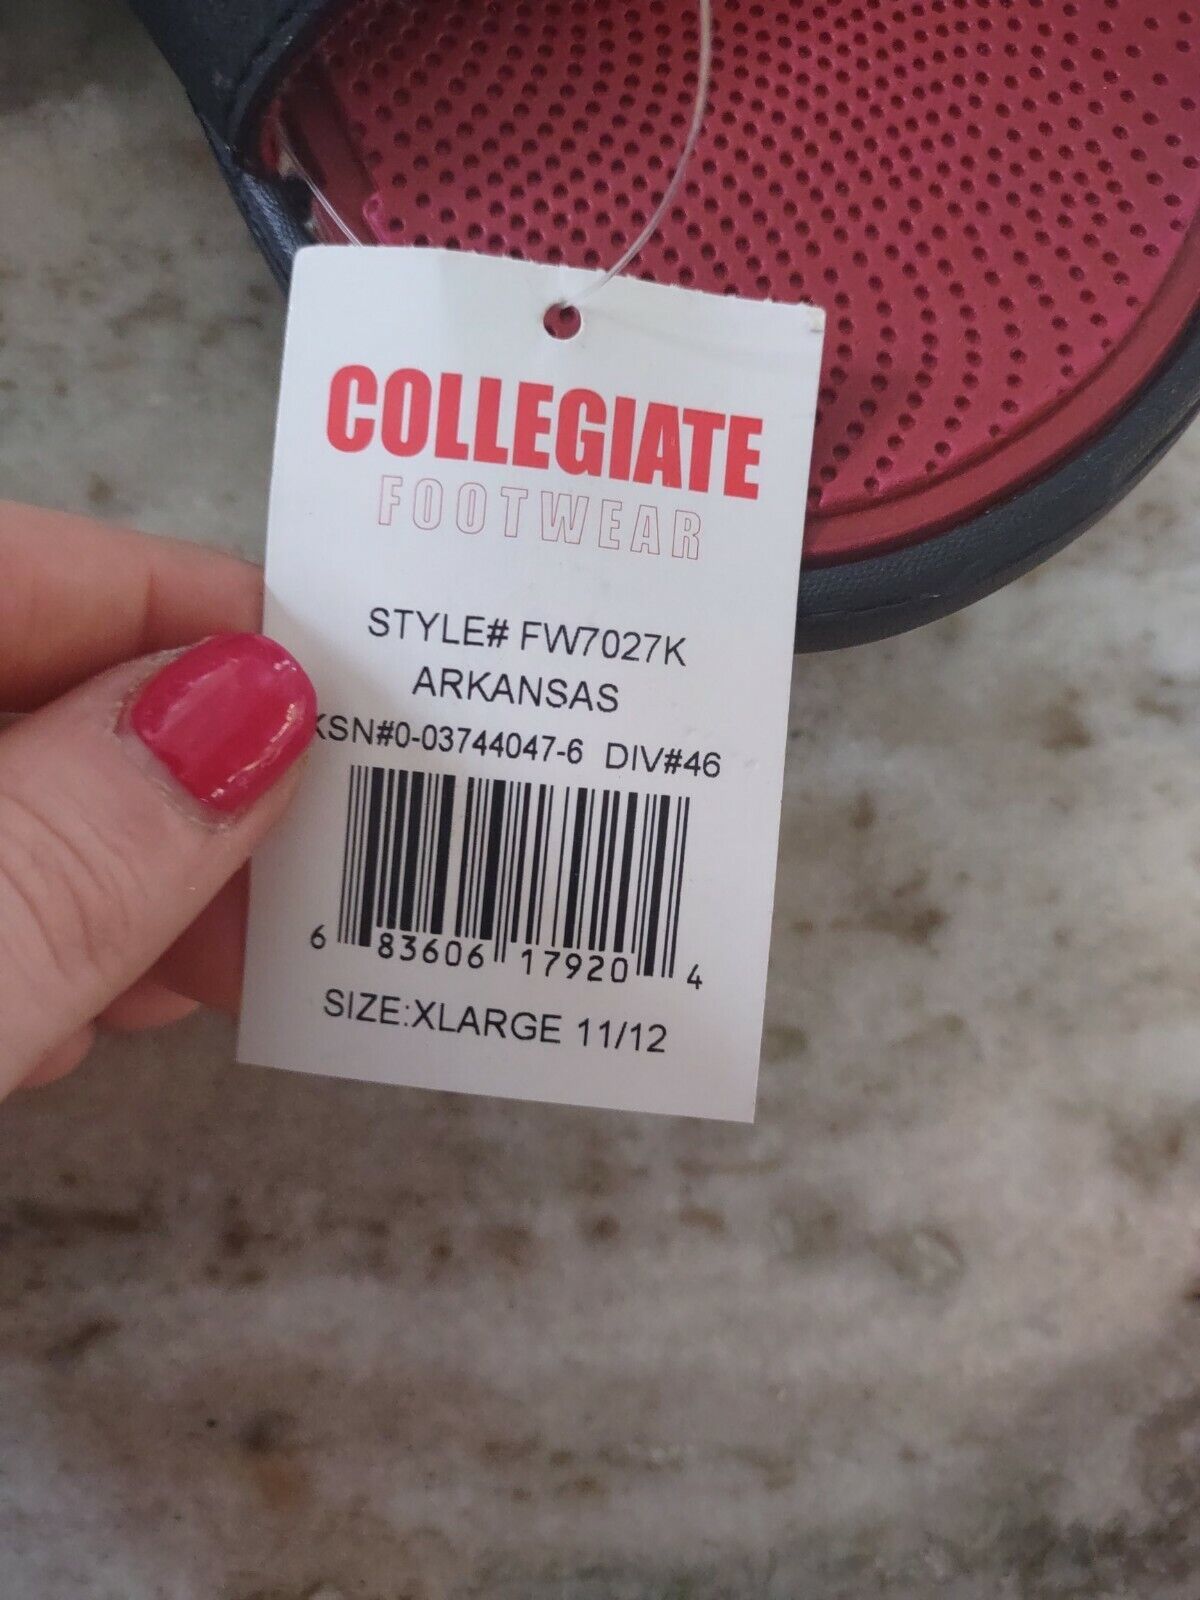 COLLEGIATE
FOOTWEAR
STYLE# FW7027K
ARKANSAS
KSN#0-03744047-6 DIV#46
6 83606 17920 4
SIZE:XLARGE 11/12